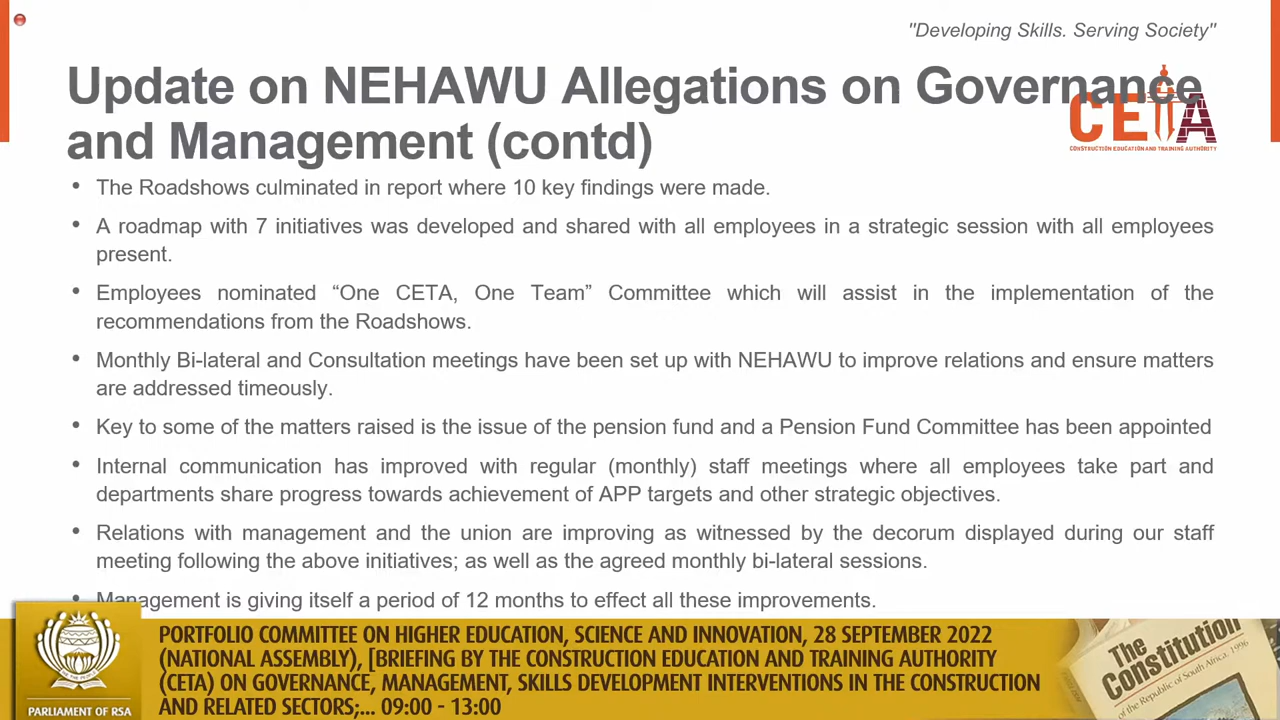 "Developing Skills. Serving Society"
Update on NEHAWU Allegations on Governance
and Management (contd)
CETA
CONSTRUCTION EDUCATION AND TRAINING AUTHORITY
• The Roadshows culminated in report where 10 key findings were made.
• A roadmap with 7 initiatives was developed and shared with all employees in a strategic session with all employees
present.
• Employees nominated “One CETA, One Team” Committee which will assist in the implementation of the
recommendations from the Roadshows.
• Monthly Bi-lateral and Consultation meetings have been set up with NEHAWU to improve relations and ensure matters
are addressed timeously.
• Key to some of the matters raised is the issue of the pension fund and a Pension Fund Committee has been appointed
• Internal communication has improved with regular (monthly) staff meetings where all employees take part and
departments share progress towards achievement of APP targets and other strategic objectives.
• Relations with management and the union are improving as witnessed by the decorum displayed during our staff
meeting following the above initiatives; as well as the agreed monthly bi-lateral sessions.
• Management is giving itself a period of 12 months to effect all these improvements.
PORTFOLIO COMMITTEE ON HIGHER EDUCATION, SCIENCE AND INNOVATION, 28 SEPTEMBER 2022
(NATIONAL ASSEMBLY), [BRIEFING BY THE CONSTRUCTION EDUCATION AND TRAINING AUTHORITY
(CETA) ON GOVERNANCE, MANAGEMENT, SKILLS DEVELOPMENT INTERVENTIONS IN THE CONSTRUCTION
AND RELATED SECTORS;... 09:00 - 13:00
PARLIAMENT OF RSA
The
Constitution
of the Republic of South Africa, 1996